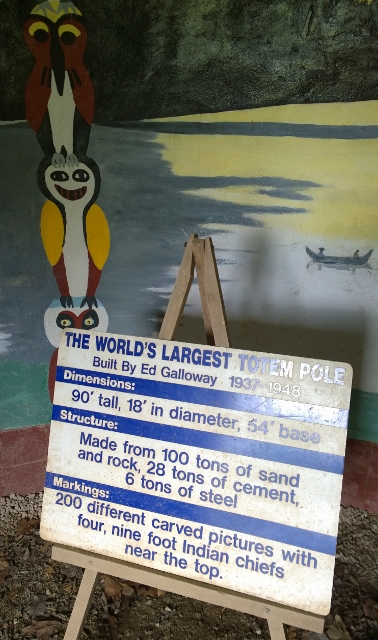 THE WORLD'S LARGEST TOTEM POLE
Built By Ed Galloway 1937-1948
Dimensions:
90' tall, 18' in diameter, 54' base
Structure:
Made from 100 tons of sand
and rock, 28 tons of cement,
6 tons of steel
Markings:
200 different carved pictures with
four, nine foot Indian chiefs
near the top.